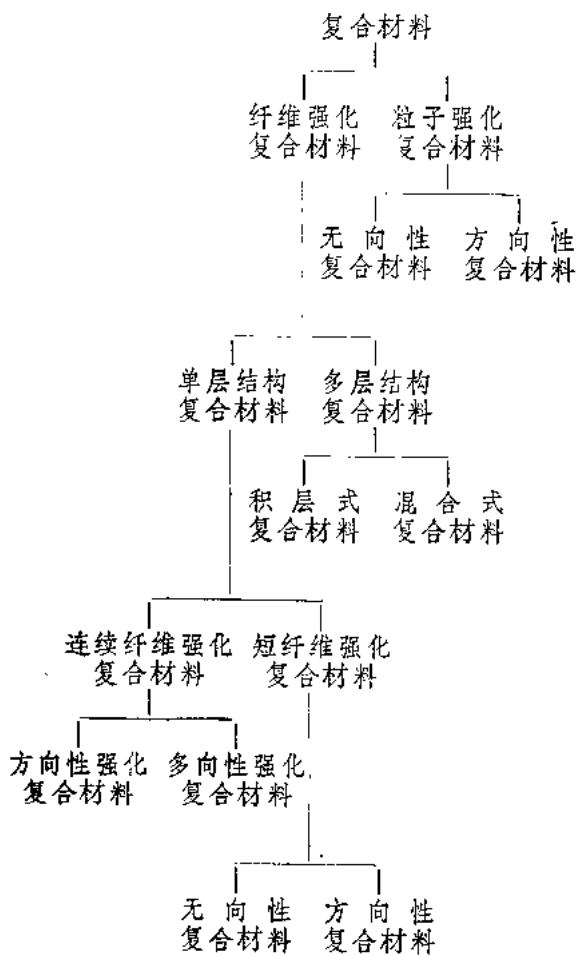 复合材料
纤维强化
复合材料
粒子强化
复合材料
无向性
复合材料
方向性
复合材料
单层结构
复合材料
多层结构
复合材料
积层式
复合材料
混合式
复合材料
连续纤维强化
复合材料
短纤维强化
复合材料
方向性强化
复合材料
多向性强化
复合材料
无向性
复合材料
方向性
复合材料